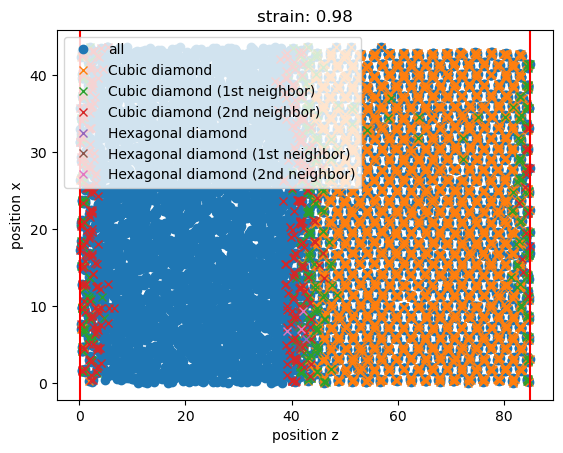 strain: 0.98
all
Cubic diamond
Cubic diamond (1st neighbor)
Cubic diamond (2nd neighbor)
Hexagonal diamond
Hexagonal diamond (1st neighbor)
Hexagonal diamond (2nd neighbor)
position x
40
30
20
10
0
0 20 40 60 80
position z